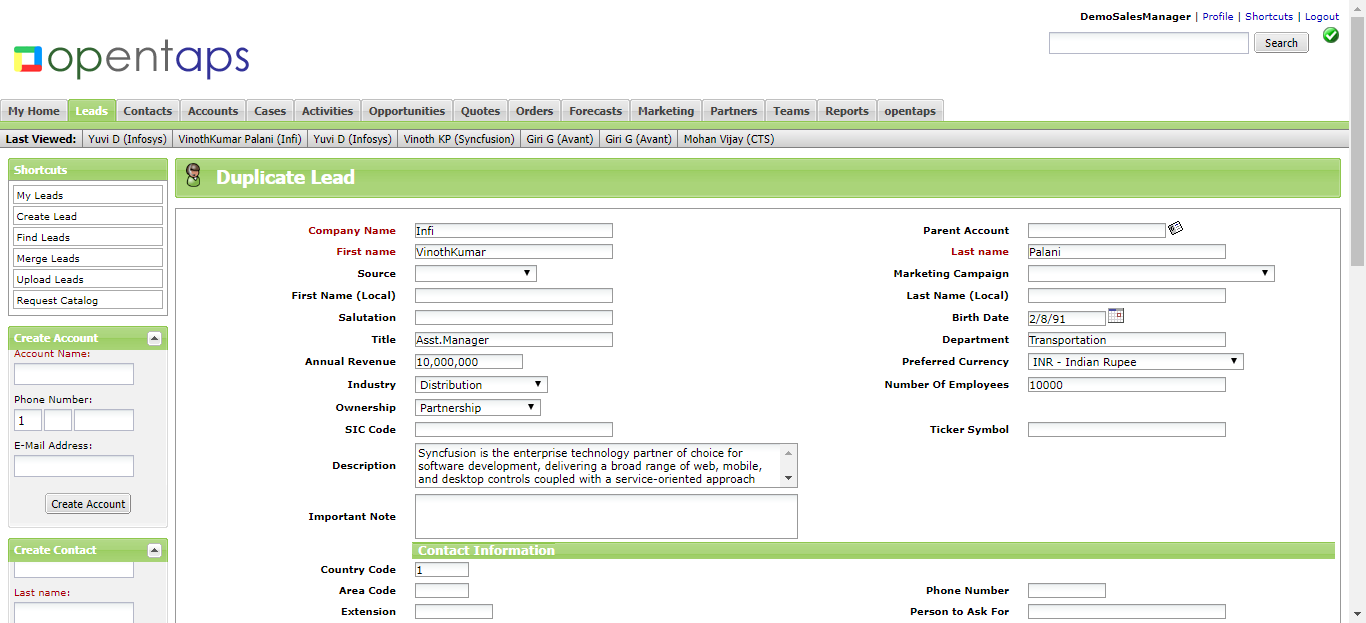 DemoSalesManager | Profile | Shortcuts | Logout
opentaps
Search
My Home Leads Contacts Accounts Cases Activities Opportunities Quotes Orders Forecasts Marketing Partners Teams Reports opentaps
Last Viewed: Yuvi D (Infosys) VinothKumar Palani (Infi) Yuvi D (Infosys) Vinoth KP (Syncfusion) Giri G (Avant) Giri G (Avant) Mohan Vijay (CTS)
Shortcuts
My Leads
Create Lead
Find Leads
Merge Leads
Upload Leads
Request Catalog
Create Account
Account Name:
Phone Number:
1
E-Mail Address:
Create Account
Create Contact
Last name:
Duplicate Lead
Company Name Infi Parent Account
First name VinothKumar Last name Palani
Source Marketing Campaign
First Name (Local) Last Name (Local)
Salutation Birth Date 2/8/91
Title Asst.Manager Department Transportation
Annual Revenue 10,000,000 Preferred Currency INR - Indian Rupee
Industry Distribution Number Of Employees 10000
Ownership Partnership
SIC Code Ticker Symbol
Description Syncfusion is the enterprise technology partner of choice for
software development, delivering a broad range of web, mobile,
and desktop controls coupled with a service-oriented approach
Important Note
Contact Information
Country Code 1
Area Code Phone Number
Extension Person to Ask For